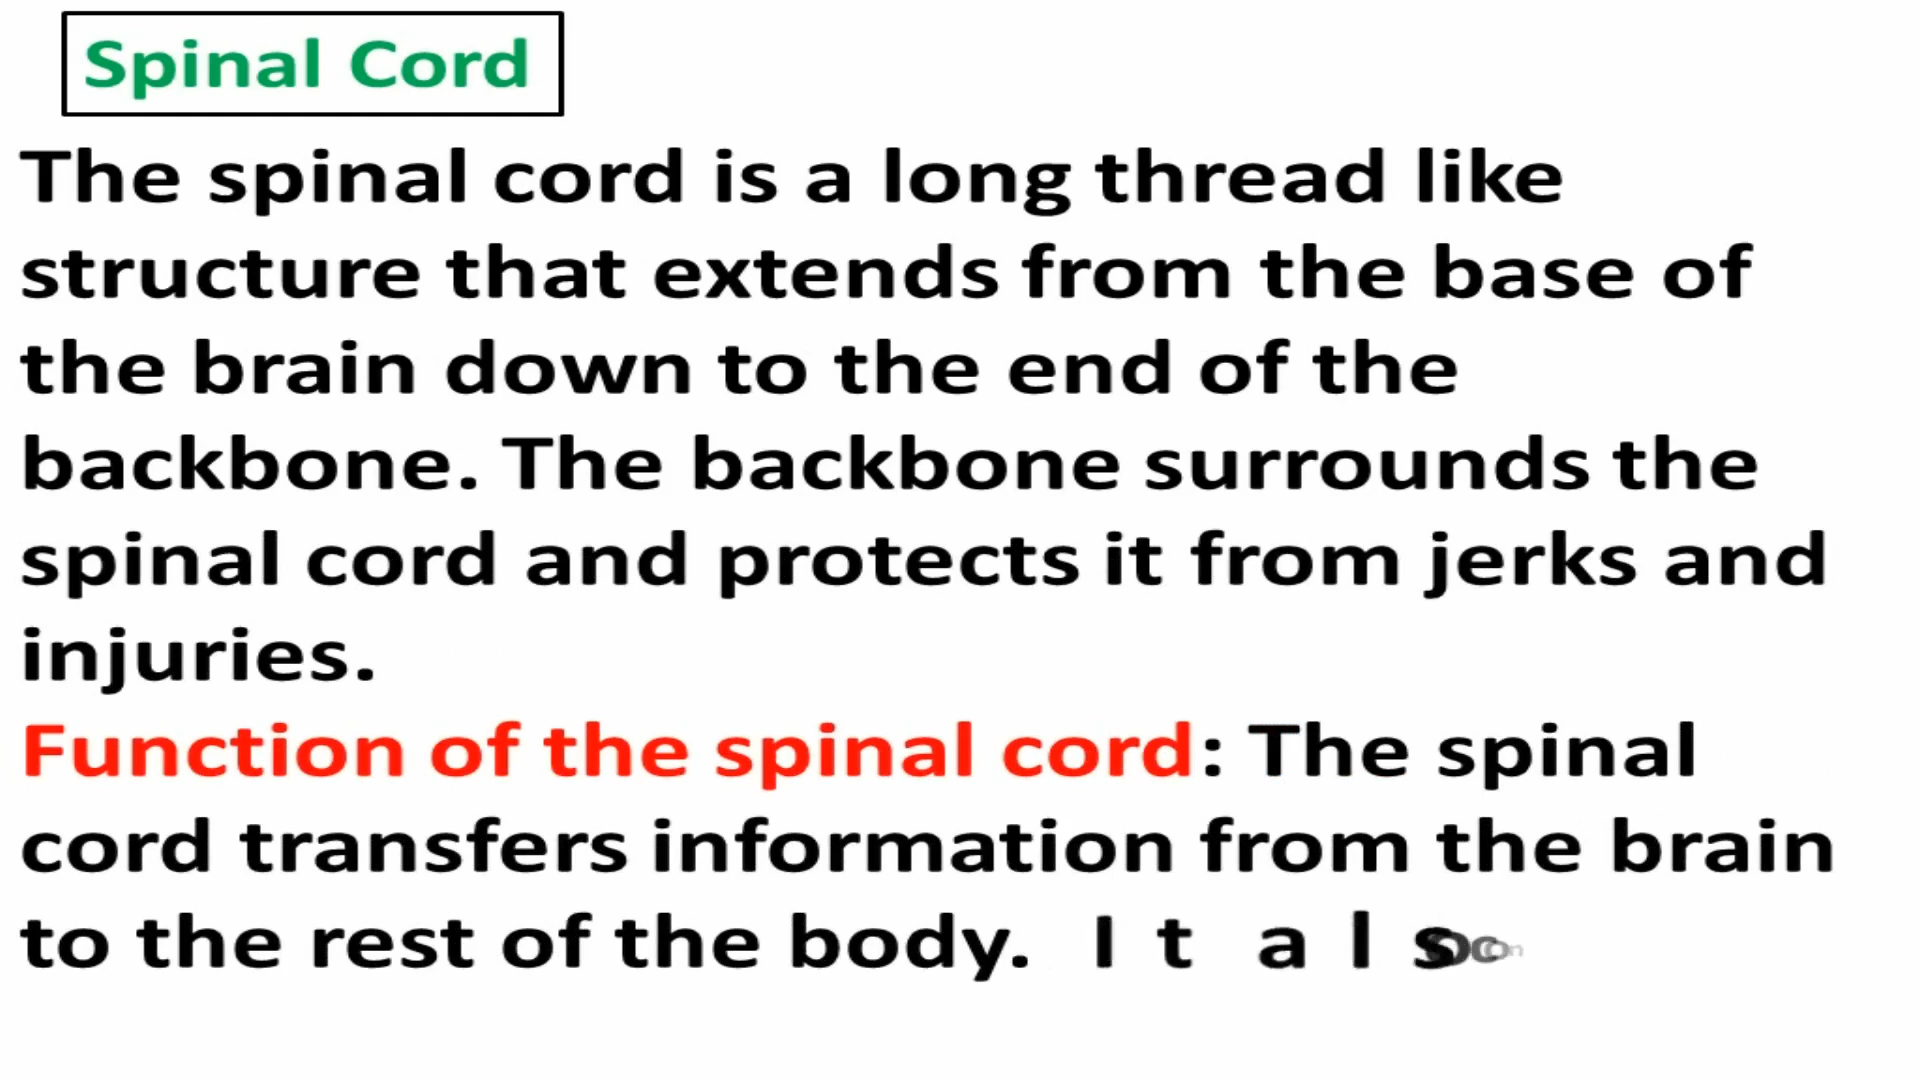 Spinal Cord
The spinal cord is a long thread like
structure that extends from the base of
the brain down to the end of the
backbone. The backbone surrounds the
spinal cord and protects it from jerks and
injuries.
Function of the spinal cord: The spinal
cord transfers information from the brain
to the rest of the body. It also